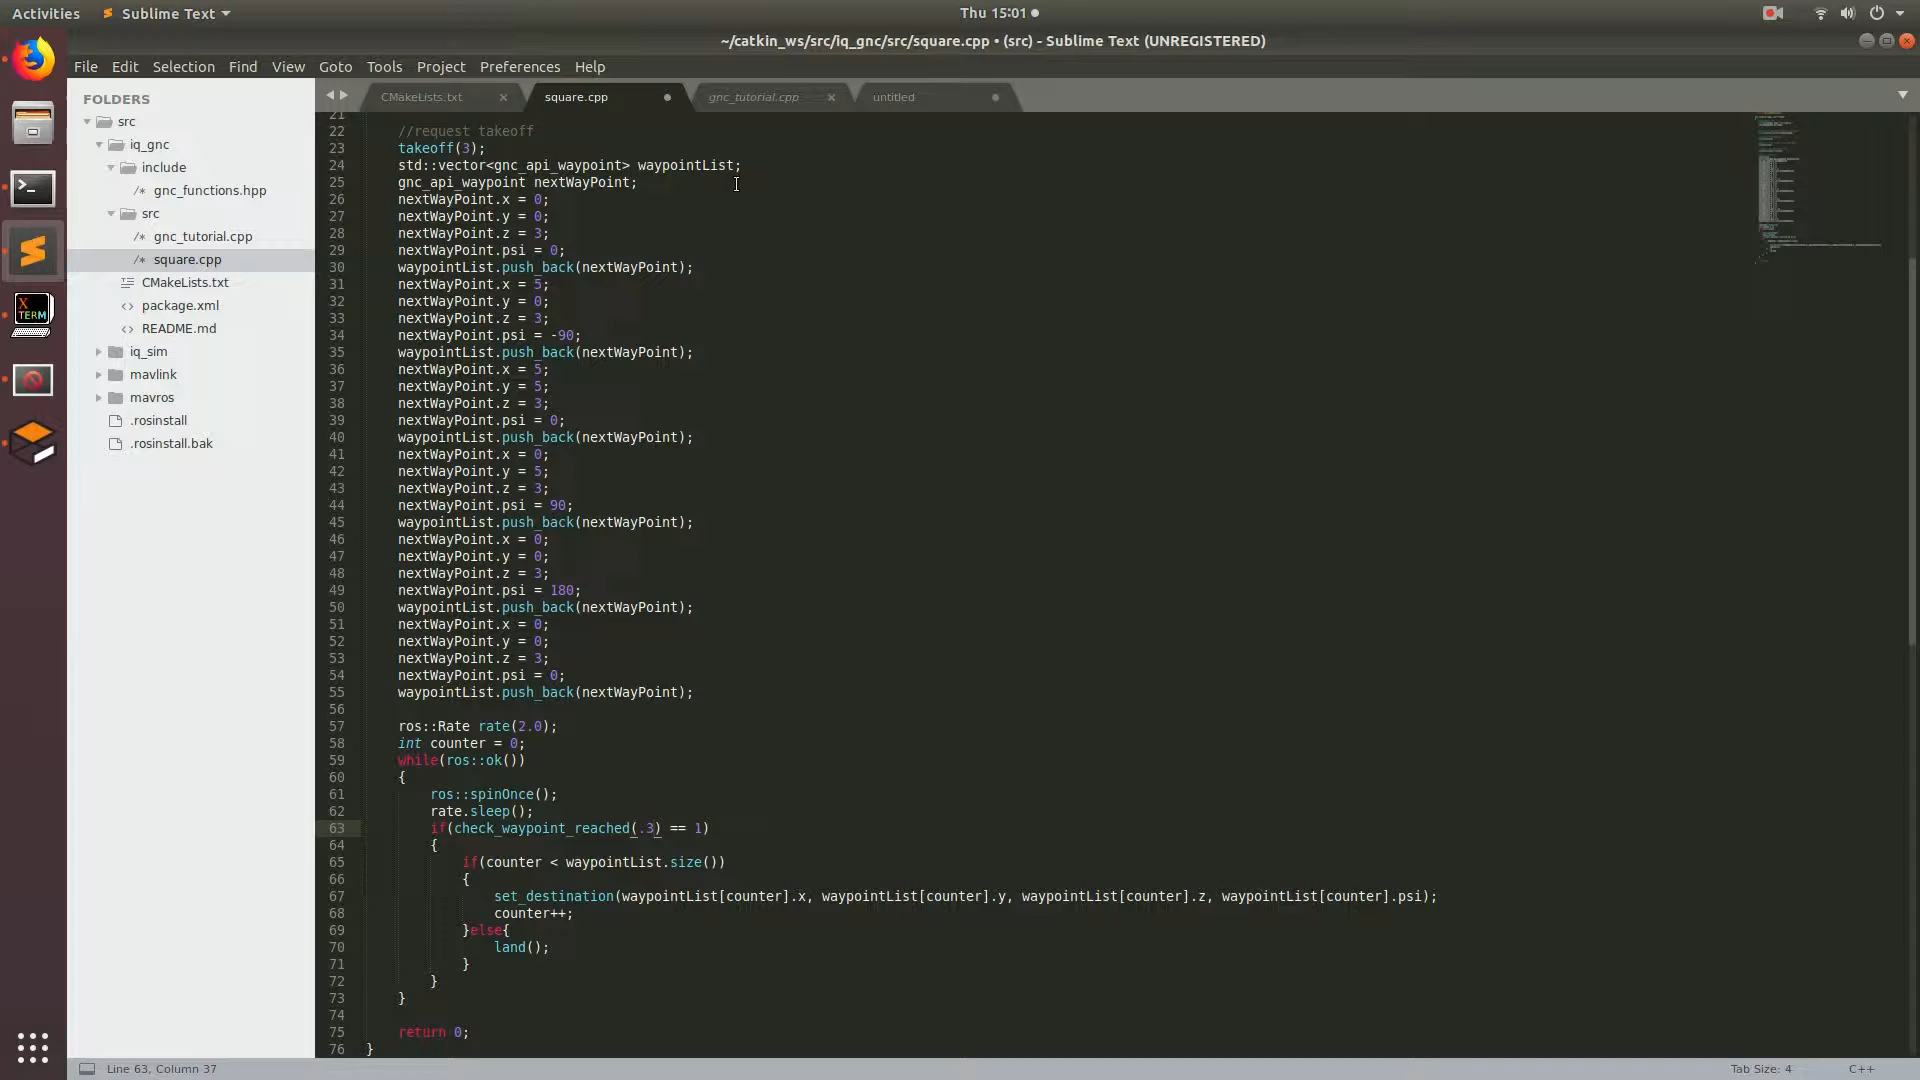 Activities
Sublime Text
Thu 15:01
~/catkin_ws/src/iq_gnc/src/square.cpp • (src) - Sublime Text (UNREGISTERED)
File Edit Selection Find View Goto Tools Project Preferences Help
FOLDERS
src
iq_gnc
include
/* gnc_functions.hpp
src
/* gnc_tutorial.cpp
/* square.cpp
CMakeLists.txt
<> package.xml
<> README.md
iq_sim
mavlink
mavros
.rosinstall
.rosinstall.bak
X
TERM
CMakeLists.txt
square.cpp
gnc_tutorial.cpp
untitled
21
22 //request takeoff
23 takeoff(3);
24 std::vector<gnc_api_waypoint> waypointList;
25 gnc_api_waypoint nextWayPoint;
26 nextWayPoint.x = 0;
27 nextWayPoint.y = 0;
28 nextWayPoint.z = 3;
29 nextWayPoint.psi = 0;
30 waypointList.push_back(nextWayPoint);
31 nextWayPoint.x = 5;
32 nextWayPoint.y = 0;
33 nextWayPoint.z = 3;
34 nextWayPoint.psi = -90;
35 waypointList.push_back(nextWayPoint);
36 nextWayPoint.x = 5;
37 nextWayPoint.y = 5;
38 nextWayPoint.z = 3;
39 nextWayPoint.psi = 0;
40 waypointList.push_back(nextWayPoint);
41 nextWayPoint.x = 0;
42 nextWayPoint.y = 5;
43 nextWayPoint.z = 3;
44 nextWayPoint.psi = 90;
45 waypointList.push_back(nextWayPoint);
46 nextWayPoint.x = 0;
47 nextWayPoint.y = 0;
48 nextWayPoint.z = 3;
49 nextWayPoint.psi = 180;
50 waypointList.push_back(nextWayPoint);
51 nextWayPoint.x = 0;
52 nextWayPoint.y = 0;
53 nextWayPoint.z = 3;
54 nextWayPoint.psi = 0;
55 waypointList.push_back(nextWayPoint);
56
57 ros::Rate rate(2.0);
58 int counter = 0;
59 while(ros::ok())
60 {
61 ros::spinOnce();
62 rate.sleep();
63 if(check_waypoint_reached(.3) == 1)
64 {
65 if(counter < waypointList.size())
66 {
67 set_destination(waypointList[counter].x, waypointList[counter].y, waypointList[counter].z, waypointList[counter].psi);
68 counter++;
69 }else{
70 land();
71 }
72 }
73 }
74
75 return 0;
76 }
Line 63, Column 37
Tab Size: 4
C++